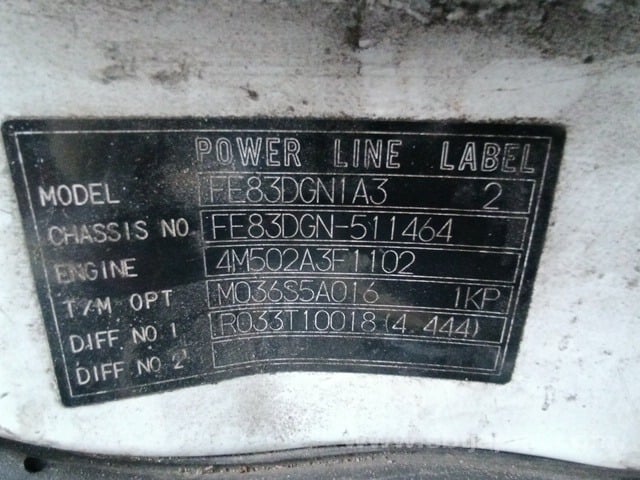 POWER LINE LABEL
MODEL FE83DGN1A3 2
CHASSIS NO FE83DGN-511464
ENGINE 4M502A3F1102
T/M OPT M036S5A016 1KP
DIFF. NO 1 R033T10018(4.444)
DIFF NO 2